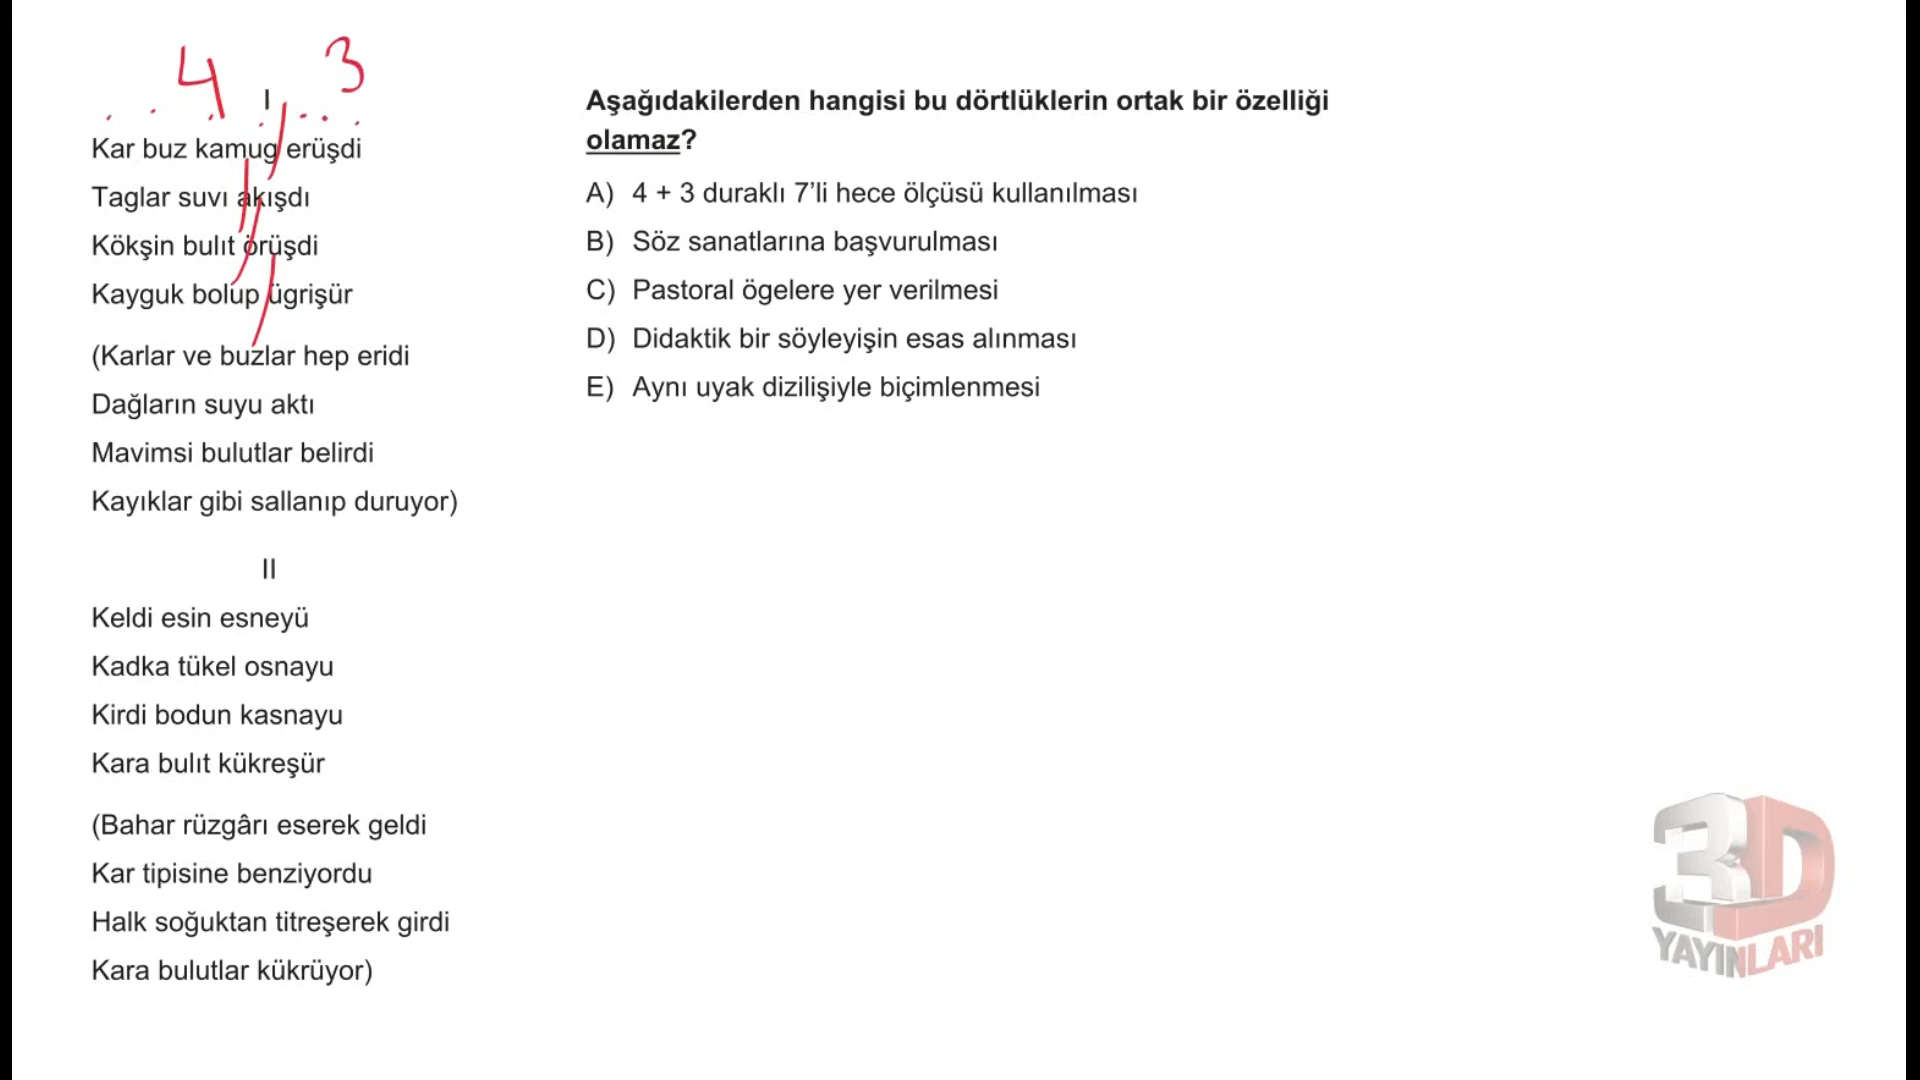 4 3
I
Kar buz kamug erüşdi
Taglar suvı akışdı
Kökşin bulıt örüşdi
Kayguk bolup ügrişür
(Karlar ve buzlar hep eridi
Dağların suyu aktı
Mavimsi bulutlar belirdi
Kayıklar gibi sallanıp duruyor)
II
Keldi esin esneyü
Kadka tükel osnayu
Kirdi bodun kasnayu
Kara bulıt kükreşür
(Bahar rüzgârı eserek geldi
Kar tipisine benziyordu
Halk soğuktan titreşerek girdi
Kara bulutlar kükrüyor)
Aşağıdakilerden hangisi bu dörtlüklerin ortak bir özelliği
olamaz?
A) 4 + 3 duraklı 7’li hece ölçüsü kullanılması
B) Söz sanatlarına başvurulması
C) Pastoral ögelere yer verilmesi
D) Didaktik bir söyleyişin esas alınması
E) Aynı uyak dizilişiyle biçimlenmesi
3D
YAYINLARI